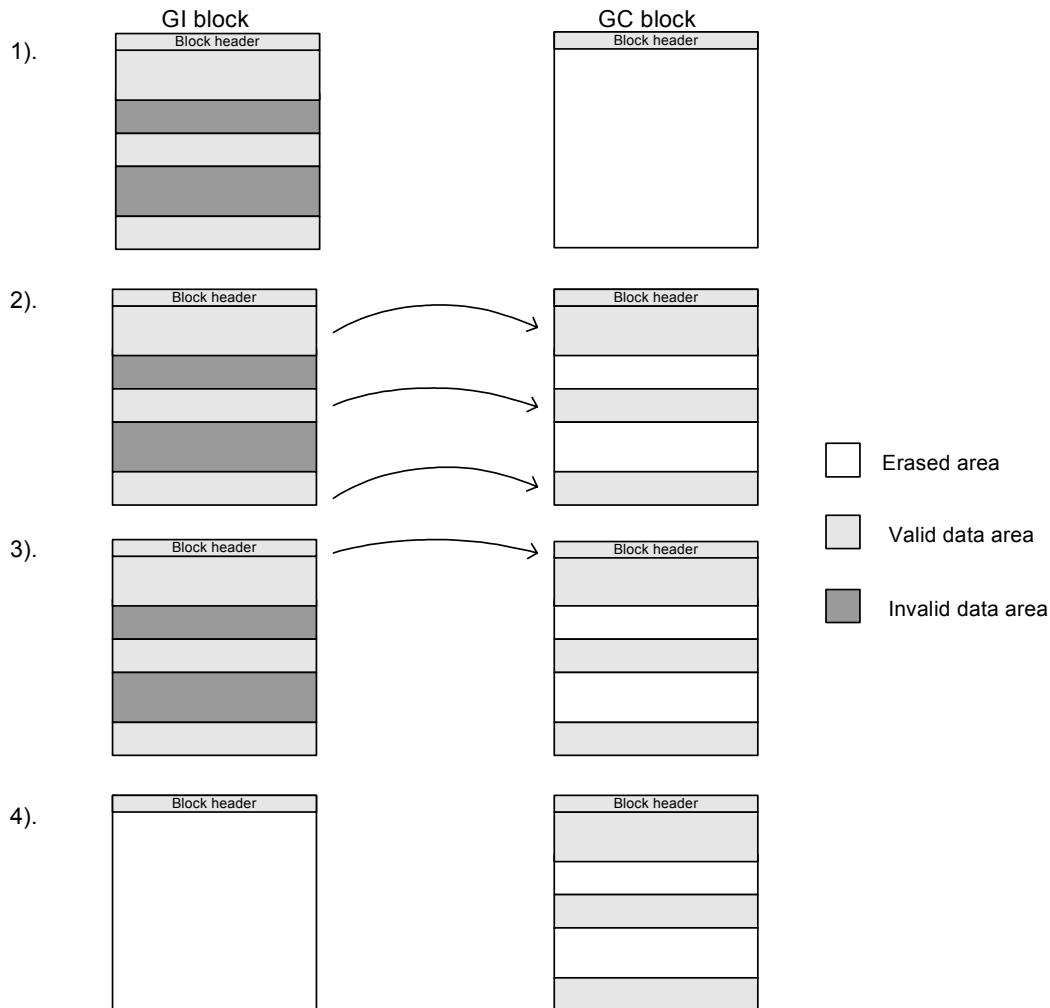 GI block
GC block
1).
Block header
Block header
2).
Block header
Block header
Erased area
Valid data area
3).
Block header
Block header
Invalid data area
4).
Block header
Block header